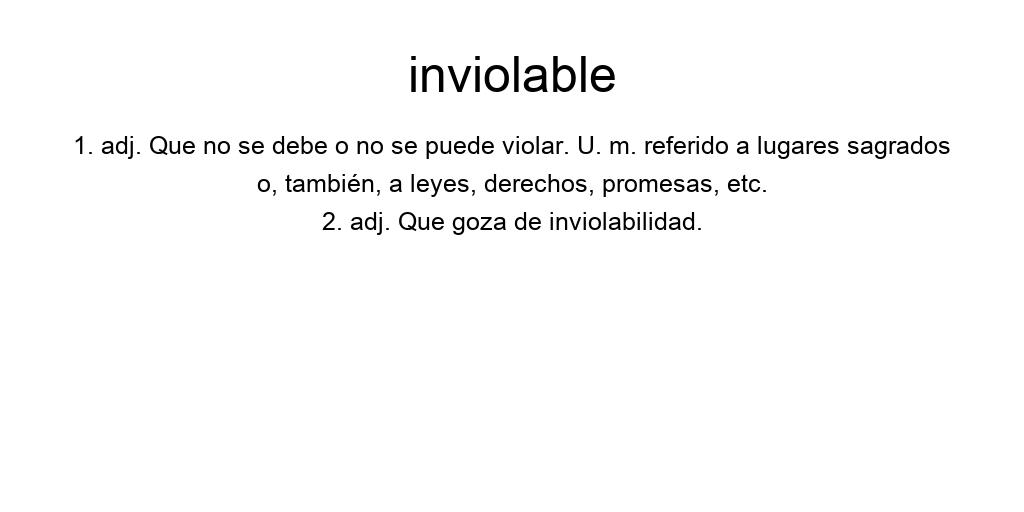 inviolable
1. adj. Que no se debe o no se puede violar. U. m. referido a lugares sagrados
o, también, a leyes, derechos, promesas, etc.
2. adj. Que goza de inviolabilidad.